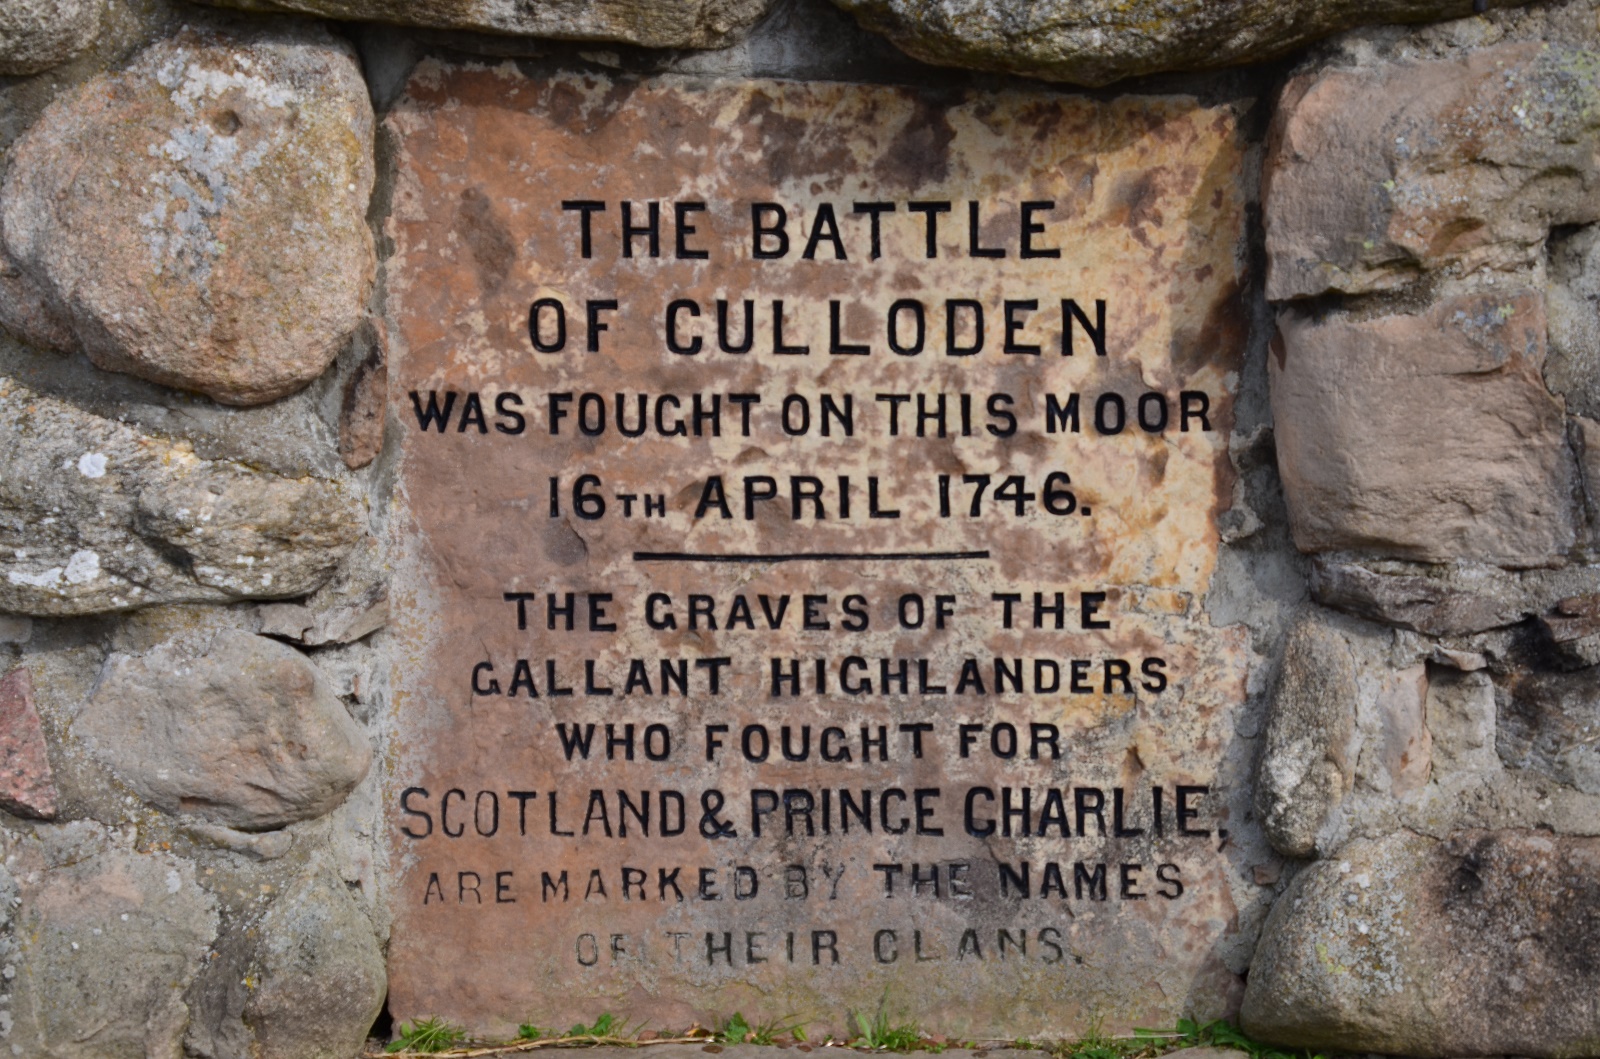 THE BATTLE
OF CULLODEN
WAS FOUGHT ON THIS MOOR
16TH APRIL 1746.
THE GRAVES OF THE
GALLANT HIGHLANDERS
WHO FOUGHT FOR
SCOTLAND & PRINCE CHARLIE.
ARE MARKED BY THE NAMES
OF THEIR CLANS.